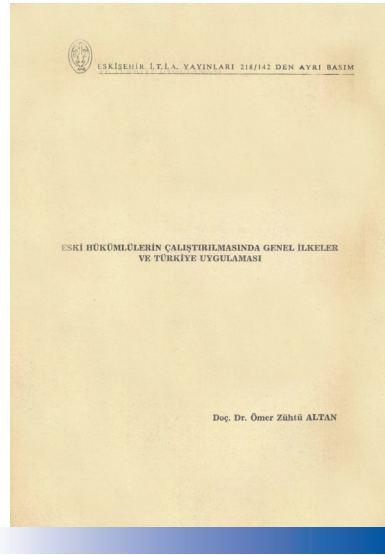 ESKİŞEHİR İ.T.İ.A. YAYINLARI 218/142 DEN AYRI BASIM
ESKİ HÜKÜMLÜLERİN ÇALIŞTIRILMASINDA GENEL İLKELER
VE TÜRKİYE UYGULAMASI
Doç. Dr. Ömer Zühtü ALTAN